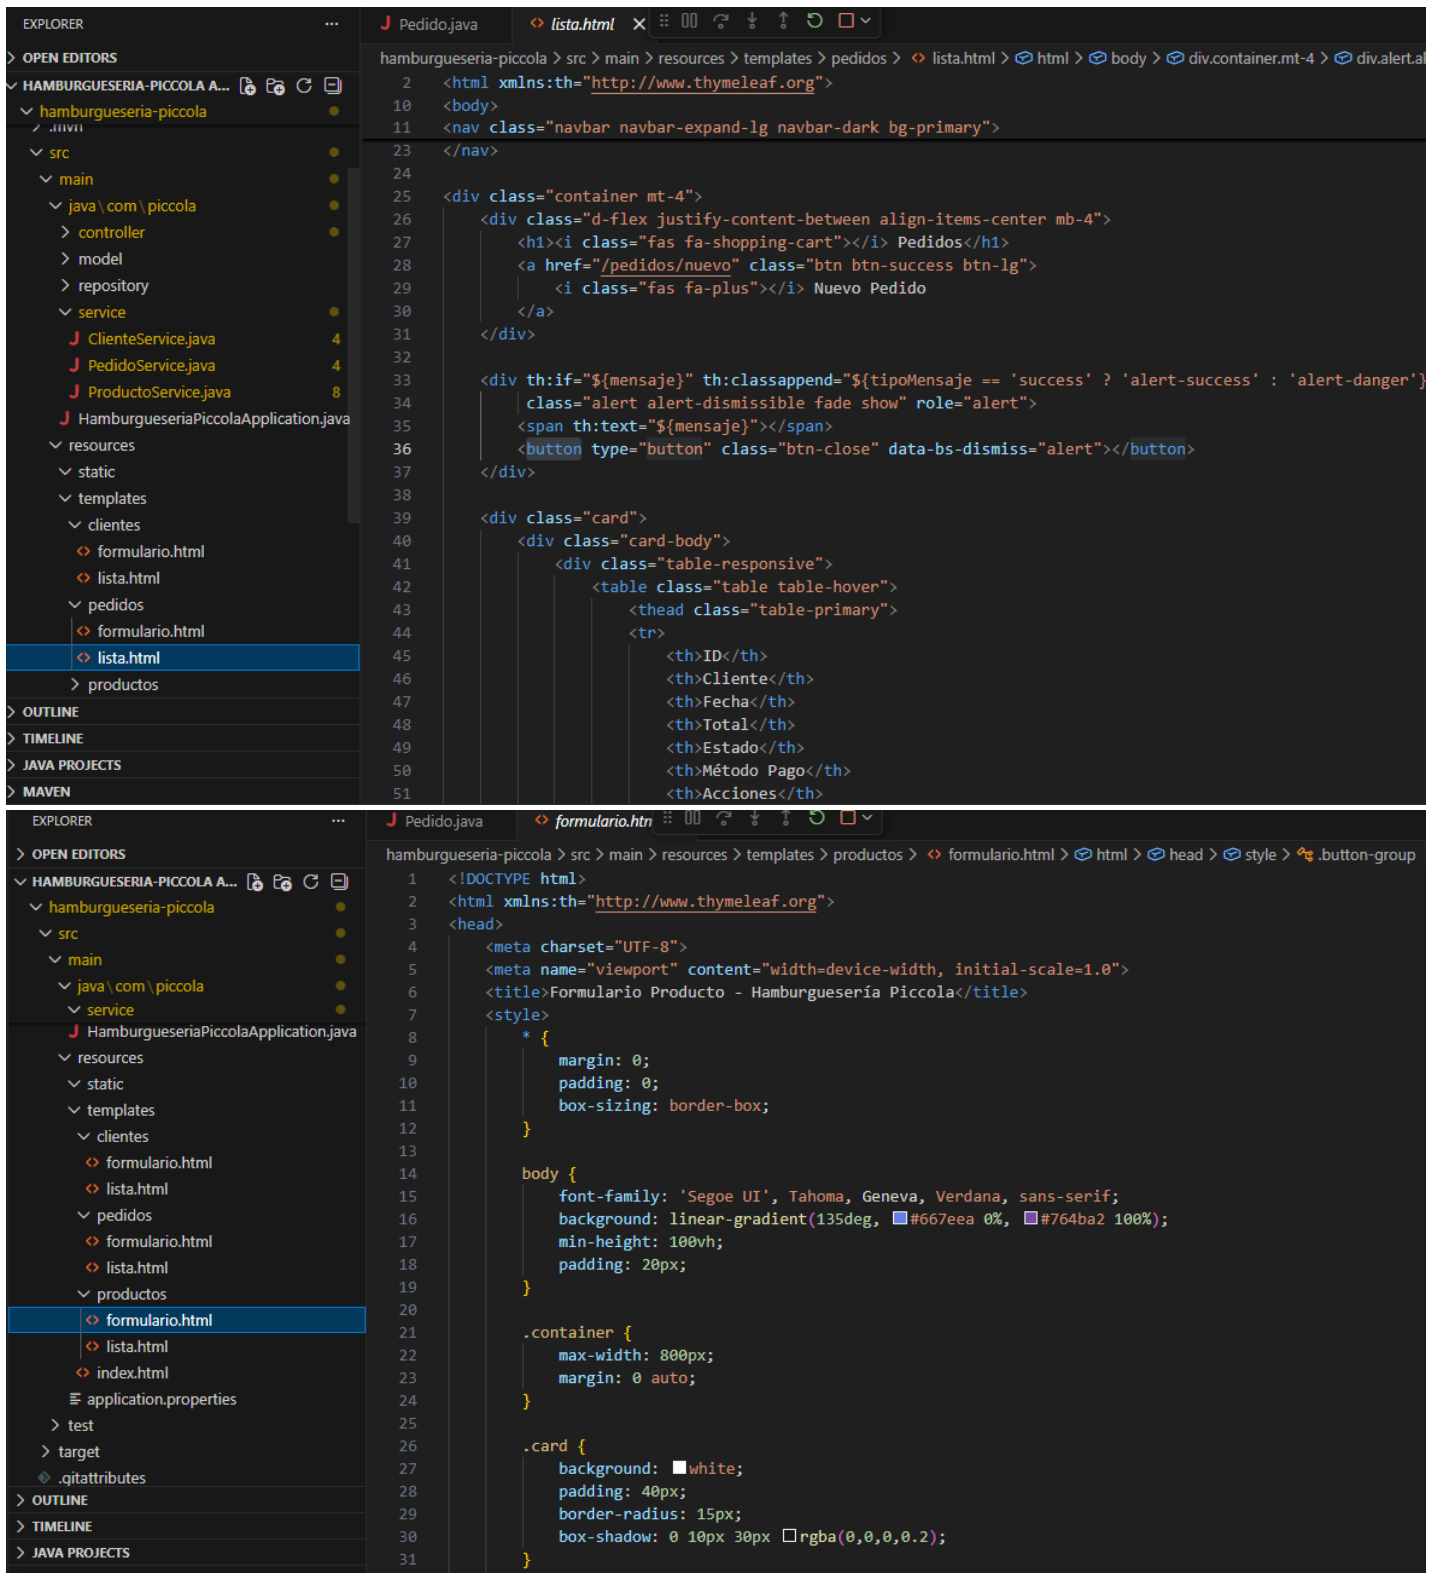 EXPLORER
OPEN EDITORS
HAMBURGUESERIA-PICCOLA A...
hamburgueseria-piccola
.mvn
src
main
java\com\piccola
controller
model
repository
service
ClienteService.java 4
PedidoService.java 4
ProductoService.java 8
HamburgueseriaPiccolaApplication.java
resources
static
templates
clientes
formulario.html
lista.html
pedidos
formulario.html
lista.html
productos
OUTLINE
TIMELINE
JAVA PROJECTS
MAVEN
Pedido.java lista.html
hamburgueseria-piccola > src > main > resources > templates > pedidos > lista.html > html > body > div.container.mt-4 > div.alert.al
2 <html xmlns:th="http://www.thymeleaf.org">
10 <body>
11 <nav class="navbar navbar-expand-lg navbar-dark bg-primary">
23 </nav>
24
25 <div class="container mt-4">
26 <div class="d-flex justify-content-between align-items-center mb-4">
27 <h1><i class="fas fa-shopping-cart"></i> Pedidos</h1>
28 <a href="/pedidos/nuevo" class="btn btn-success btn-lg">
29 <i class="fas fa-plus"></i> Nuevo Pedido
30 </a>
31 </div>
32
33 <div th:if="${mensaje}" th:classappend="${tipoMensaje == 'success' ? 'alert-success' : 'alert-danger'}
34 class="alert alert-dismissible fade show" role="alert">
35 <span th:text="${mensaje}"></span>
36 <button type="button" class="btn-close" data-bs-dismiss="alert"></button>
37 </div>
38
39 <div class="card">
40 <div class="card-body">
41 <div class="table-responsive">
42 <table class="table table-hover">
43 <thead class="table-primary">
44 <tr>
45 <th>ID</th>
46 <th>Cliente</th>
47 <th>Fecha</th>
48 <th>Total</th>
49 <th>Estado</th>
50 <th>Método Pago</th>
51 <th>Acciones</th>
EXPLORER
OPEN EDITORS
HAMBURGUESERIA-PICCOLA A...
hamburgueseria-piccola
src
main
java\com\piccola
service
HamburgueseriaPiccolaApplication.java
resources
static
templates
clientes
formulario.html
lista.html
pedidos
formulario.html
lista.html
productos
formulario.html
lista.html
index.html
application.properties
test
target
.gitattributes
OUTLINE
TIMELINE
JAVA PROJECTS
Pedido.java formulario.htn
hamburgueseria-piccola > src > main > resources > templates > productos > formulario.html > html > head > style > .button-group
1 <!DOCTYPE html>
2 <html xmlns:th="http://www.thymeleaf.org">
3 <head>
4 <meta charset="UTF-8">
5 <meta name="viewport" content="width=device-width, initial-scale=1.0">
6 <title>Formulario Producto - Hamburguesería Piccola</title>
7 <style>
8 * {
9 margin: 0;
10 padding: 0;
11 box-sizing: border-box;
12 }
13
14 body {
15 font-family: 'Segoe UI', Tahoma, Geneva, Verdana, sans-serif;
16 background: linear-gradient(135deg, #667eea 0%, #764ba2 100%);
17 min-height: 100vh;
18 padding: 20px;
19 }
20
21 .container {
22 max-width: 800px;
23 margin: 0 auto;
24 }
25
26 .card {
27 background: white;
28 padding: 40px;
29 border-radius: 15px;
30 box-shadow: 0 10px 30px rgba(0,0,0,0.2);
31 }